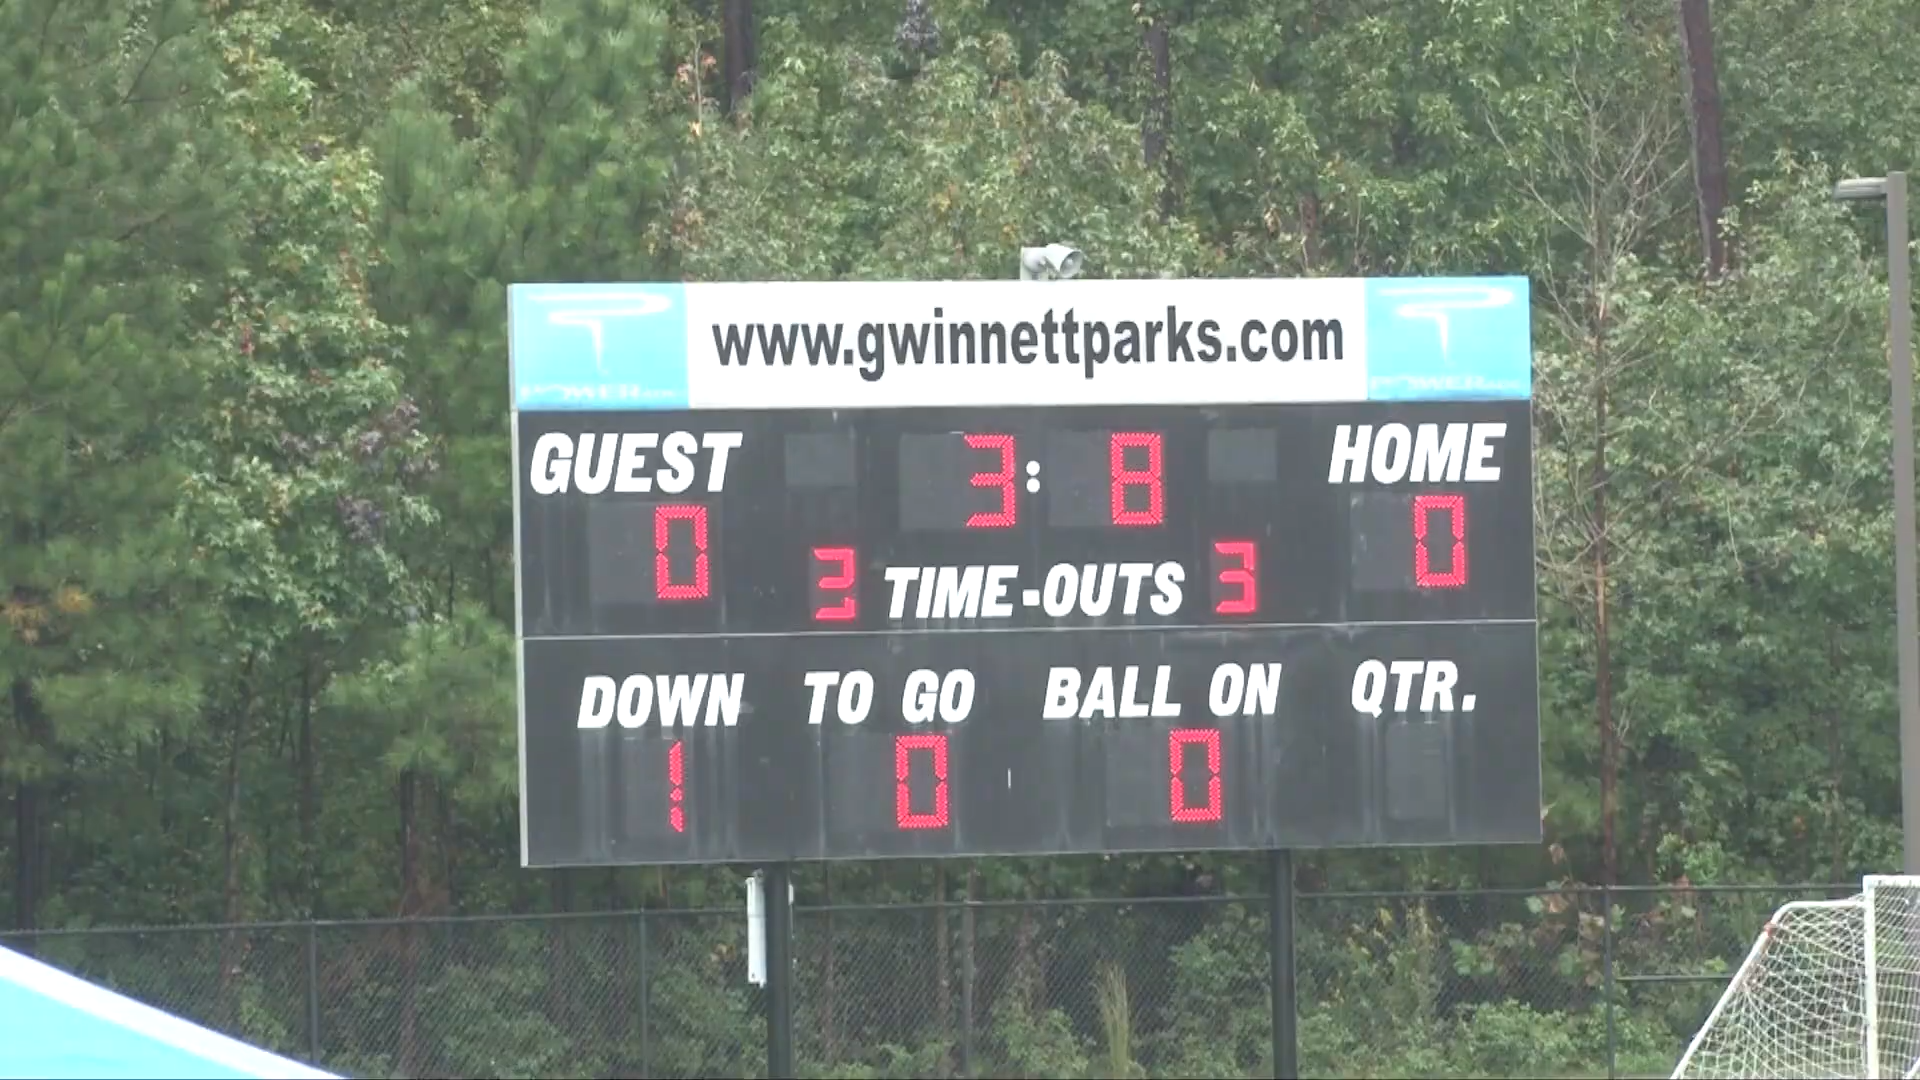 www.gwinnettparks.com
GUEST 3:8 HOME
0 3 TIME-OUTS 3 0
DOWN TO GO BALL ON QTR.
1 0 0